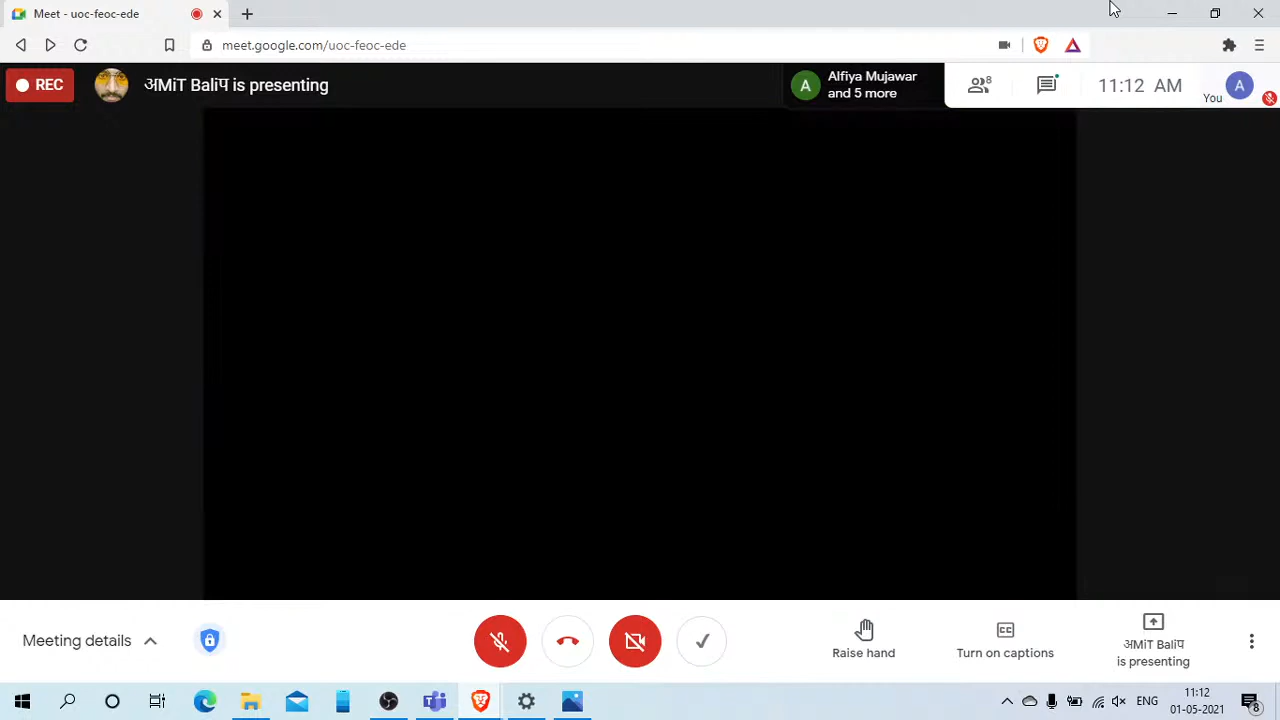 Meet - uoc-feoc-ede
meet.google.com/uoc-feoc-ede
REC
अMiT Baliप is presenting
A
Alfiya Mujawar
and 5 more
8
11:12 AM
You
A
Meeting details
Raise hand
CC
Turn on captions
अMiT Baliप
is presenting
ENG
11:12
01-05-2021
8